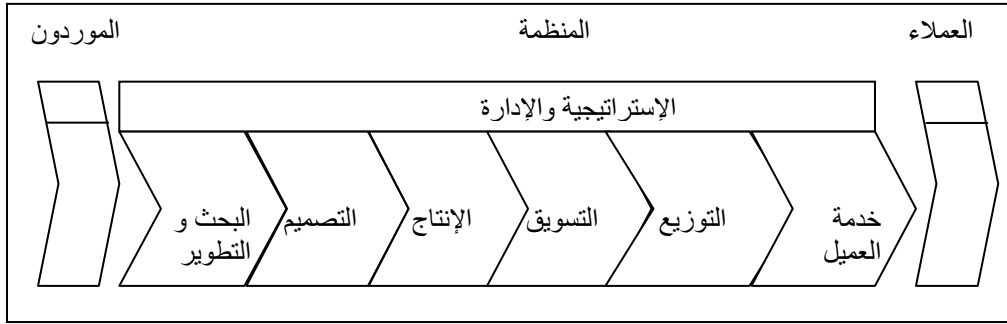 الموردون
المنظمة
العملاء
الإستراتيجية والإدارة
البحث و
التطوير
التصميم
الإنتاج
التسويق
التوزيع
خدمة
العميل